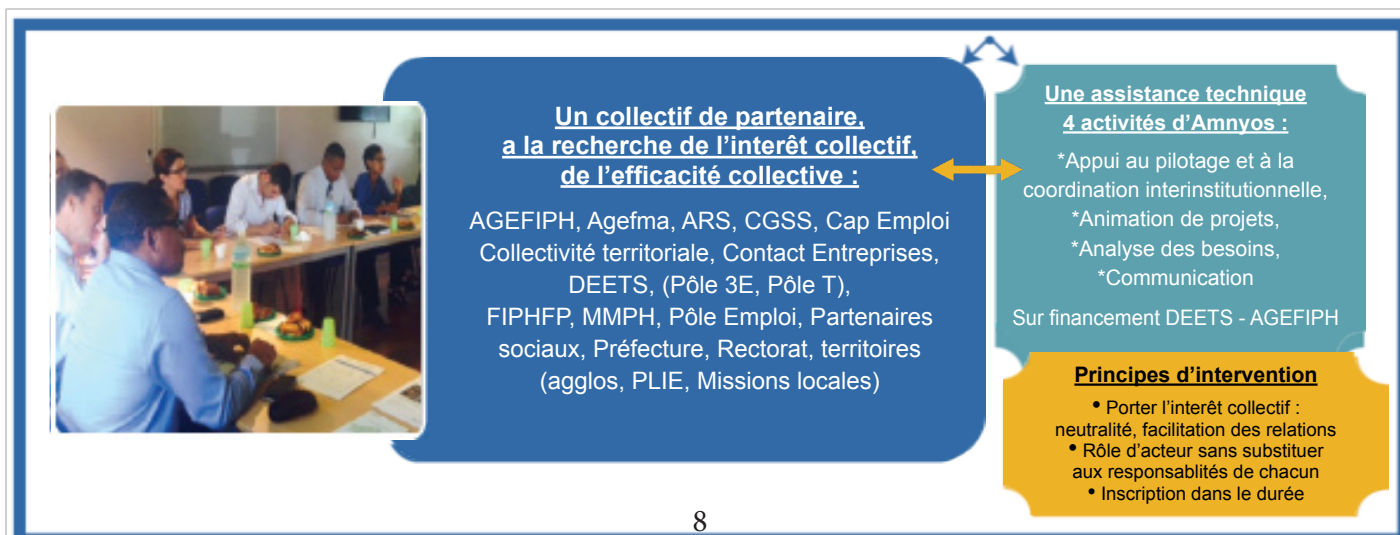 Un collectif de partenaire,
a la recherche de l'interêt collectif,
de l'efficacité collective :
AGEFIPH, Agefma, ARS, CGSS, Cap Emploi
Collectivité territoriale, Contact Entreprises,
DEETS, (Pôle 3E, Pôle T),
FIPHFP, MMPH, Pôle Emploi, Partenaires
sociaux, Préfecture, Rectorat, territoires
(agglos, PLIE, Missions locales)
Une assistance technique
4 activités d'Amnyos :
*Appui au pilotage et à la
coordination interinstitutionnelle,
*Animation de projets,
*Analyse des besoins,
*Communication
Sur financement DEETS - AGEFIPH
Principes d'intervention
• Porter l'interêt collectif :
neutralité, facilitation des relations
• Rôle d'acteur sans substituer
aux responsablités de chacun
• Inscription dans le durée
8